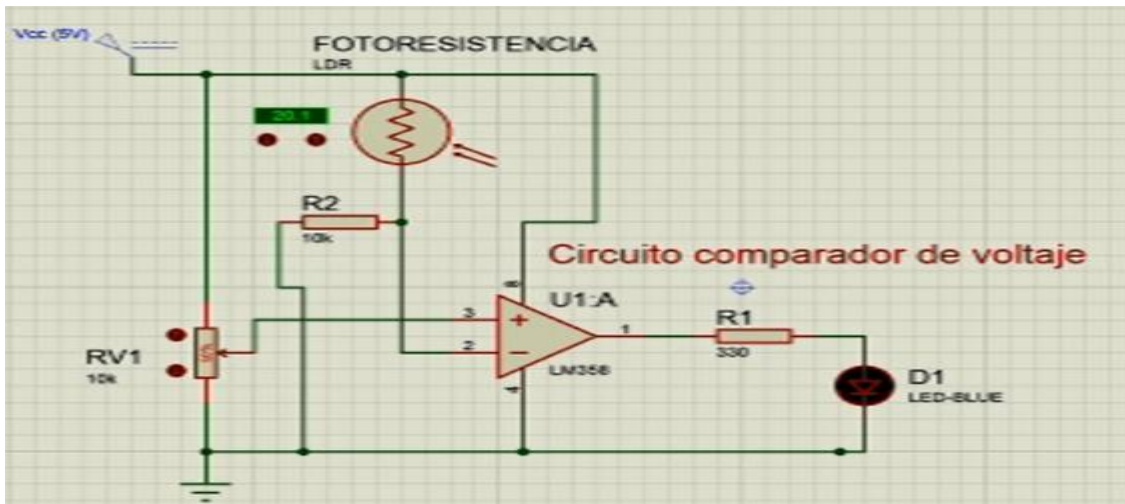 Vcc (5V)
FOTORESISTENCIA
LDR
20.1
R2
10k
Circuito comparador de voltaje
8
U1:A
3
2
1
4
LM358
R1
330
RV1
10k
D1
LED-BLUE